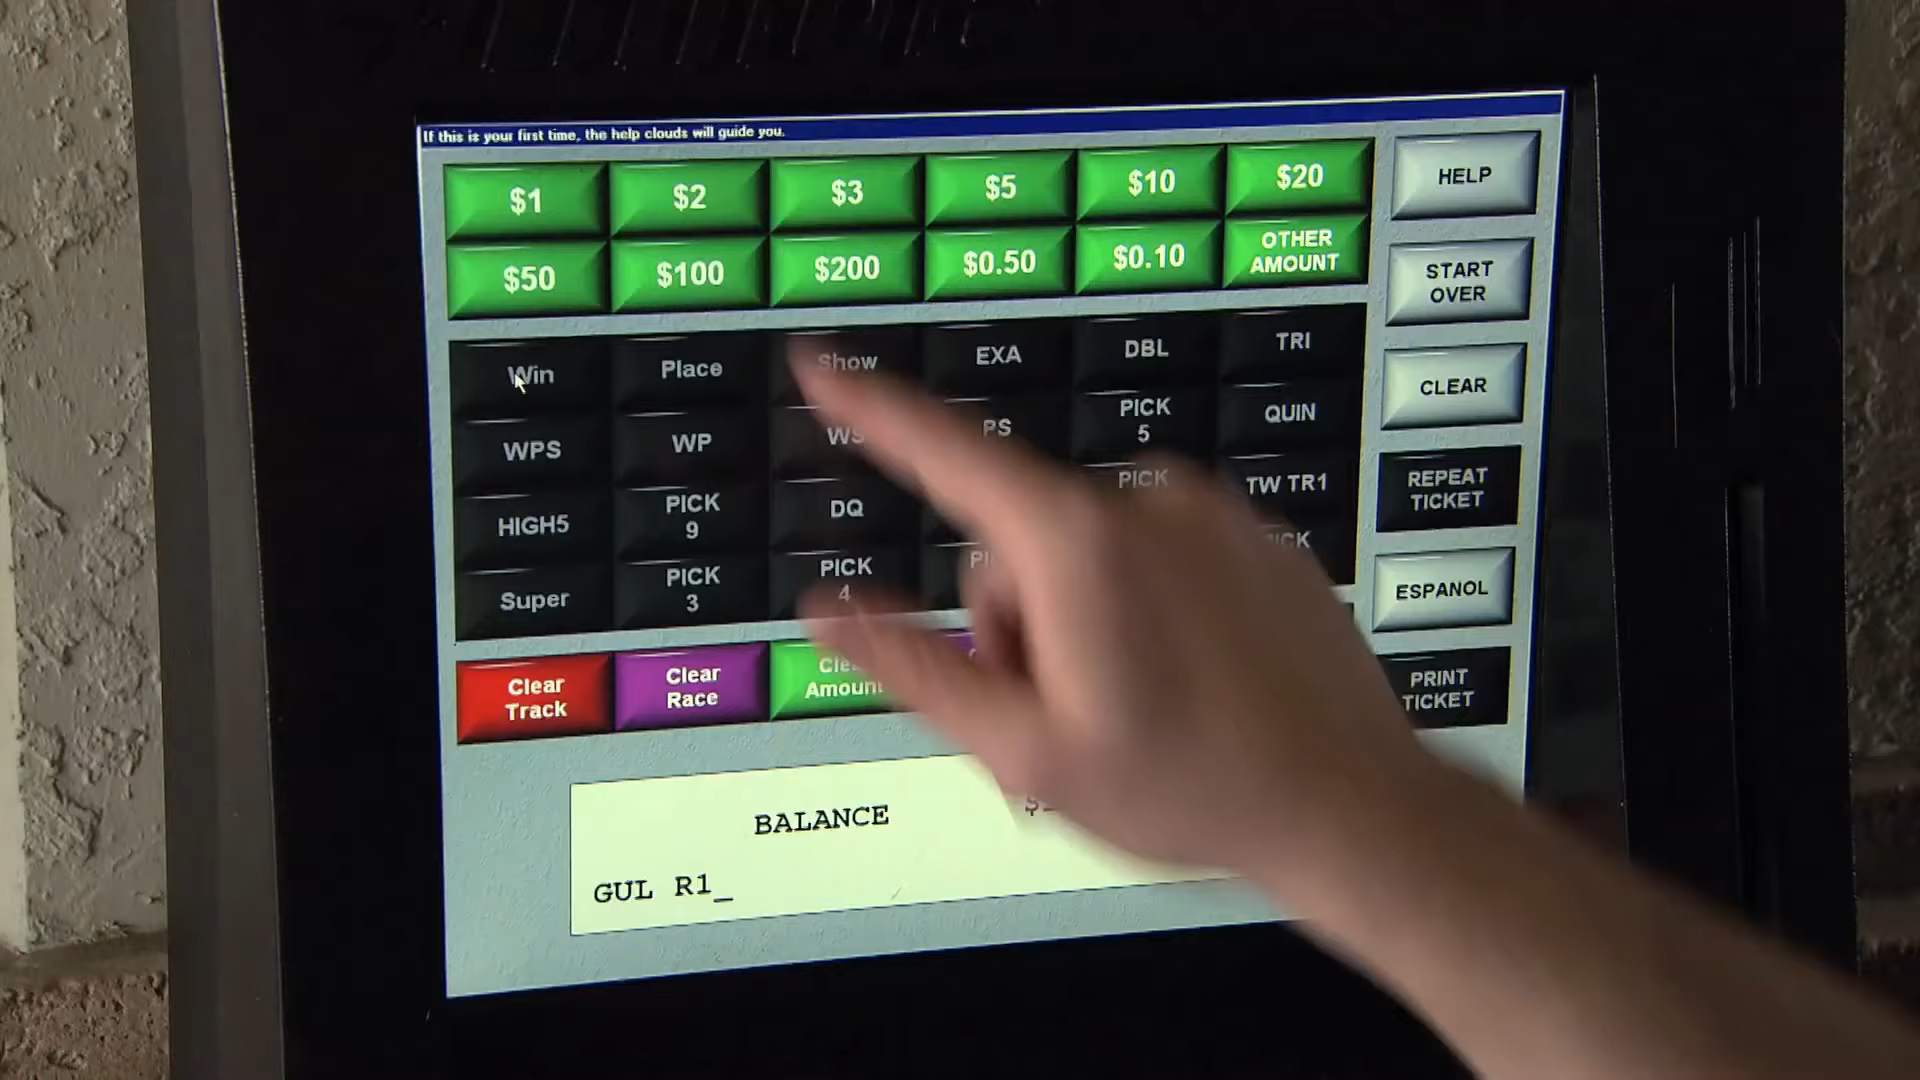 If this is your first time, the help clouds will guide you.
$1 $2 $3 $5 $10 $20 HELP
$50 $100 $200 $0.50 $0.10 OTHER AMOUNT START OVER
Win Place Show EXA DBL TRI CLEAR
WPS WP WS PS PICK 5 QUIN
HIGH5 PICK 9 DQ PICK TW TR1 REPEAT TICKET
Super PICK 3 PICK 4 ESPANOL
Clear Track Clear Race Amount PRINT TICKET
BALANCE
GUL R1_